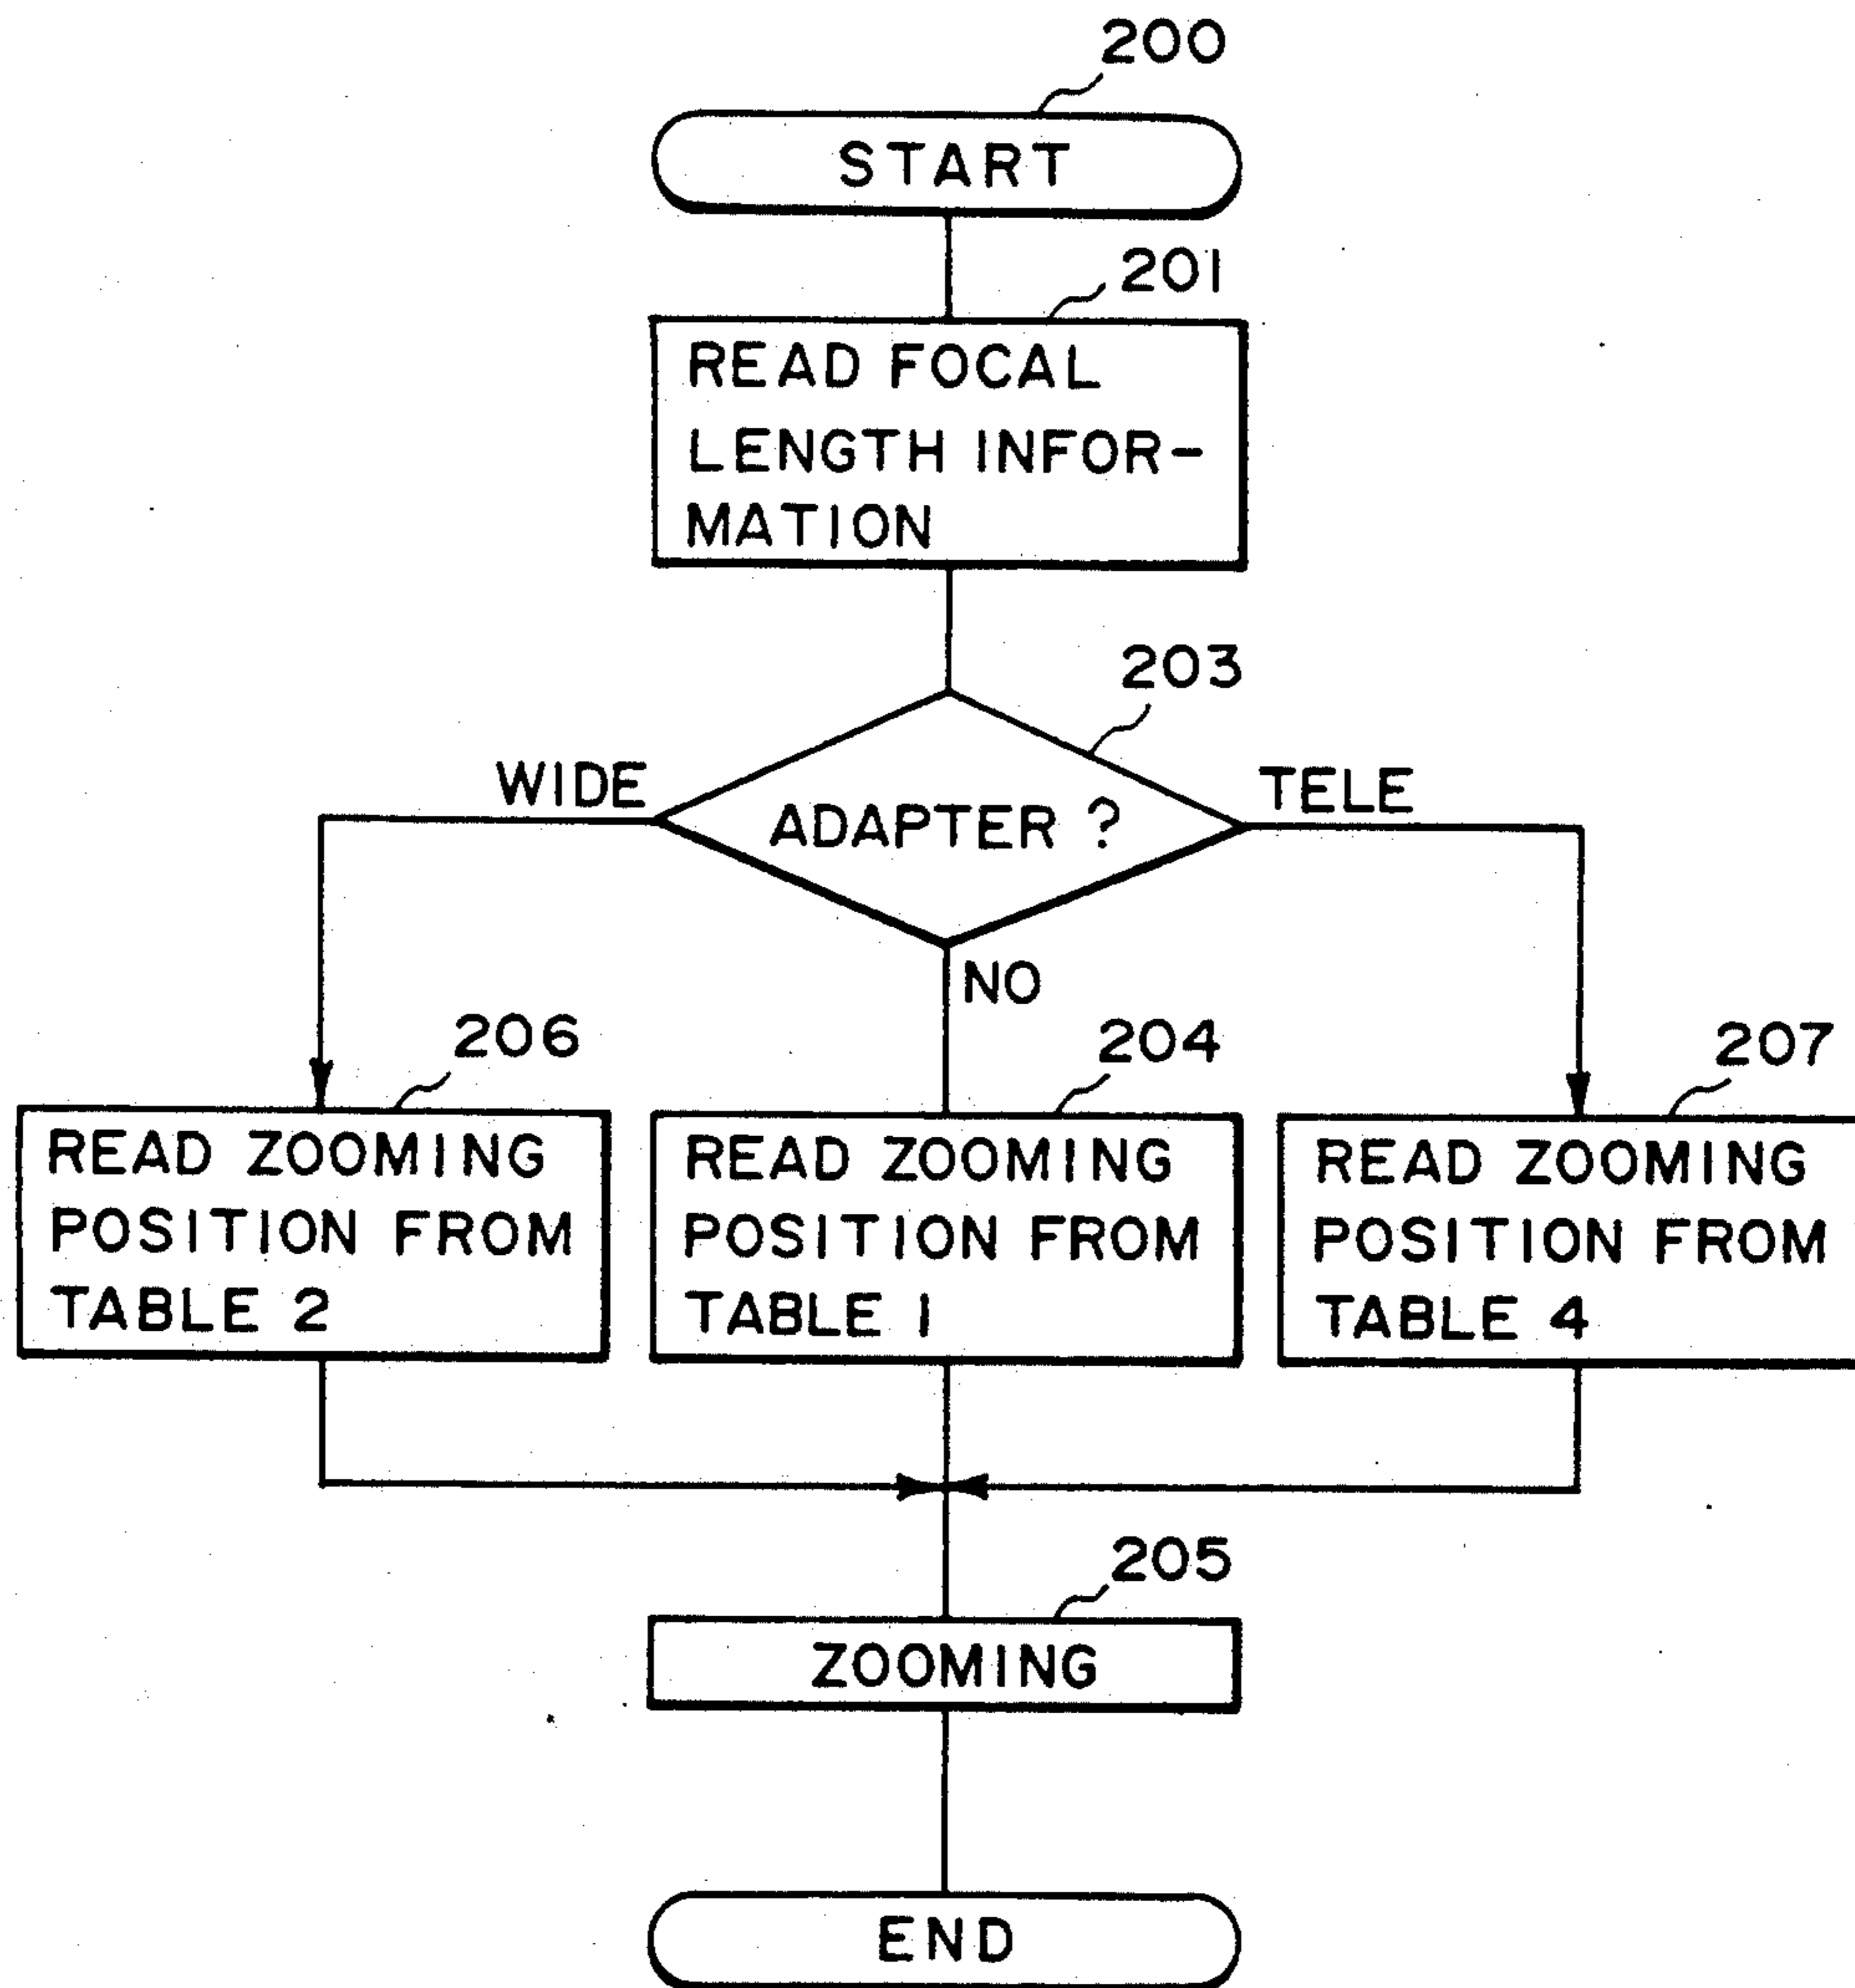 200
START
201
READ FOCAL
LENGTH INFOR-
MATION
203
WIDE
ADAPTER ?
TELE
NO
206
204
207
READ ZOOMING
POSITION FROM
TABLE 2
READ ZOOMING
POSITION FROM
TABLE 1
READ ZOOMING
POSITION FROM
TABLE 4
205
ZOOMING
END